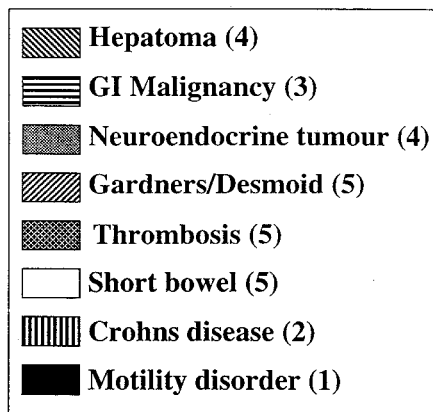 Hepatoma (4)
GI Malignancy (3)
Neuroendocrine tumour (4)
Gardners/Desmoid (5)
Thrombosis (5)
Short bowel (5)
Crohns disease (2)
Motility disorder (1)